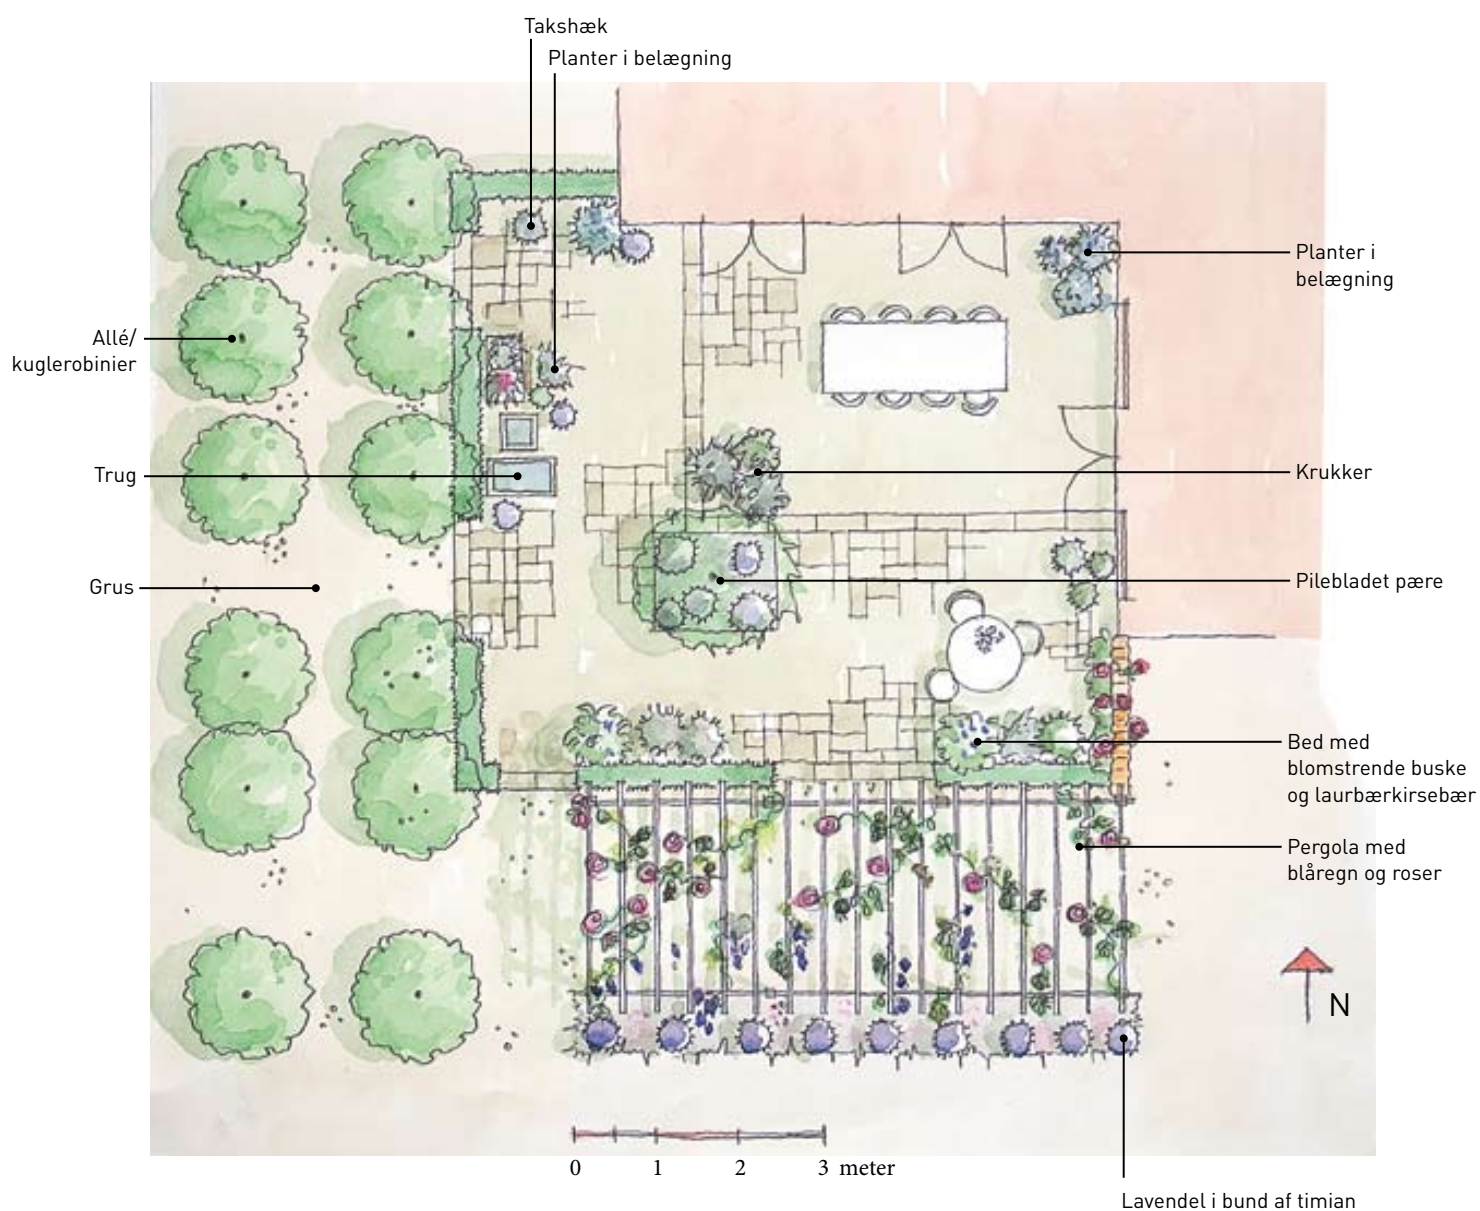 Takshæk
Planter i belægning
Planter i
belægning
Allé/
kuglerobinier
Trug
Krukker
Grus
Pilebladet pære
Bed med
blomstrende buske
og laurbærkirsebær
Pergola med
blåregn og roser
N
0 1 2 3 meter
Lavendel i bund af timian